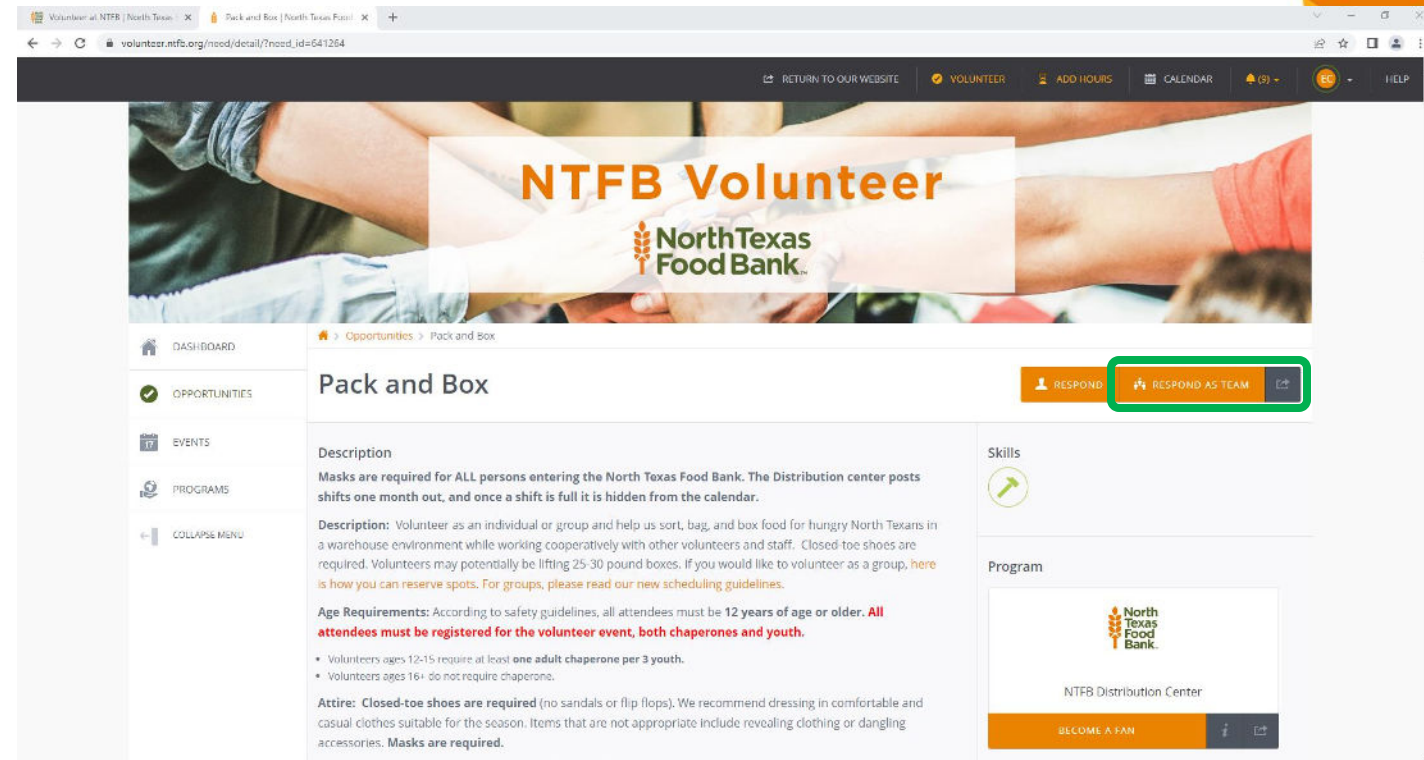 Volunteer at NTFB | North Texas
Pack and Box | North Texas Food
volunteer.ntfb.org/need/detail/?need_id=641264
RETURN TO OUR WEBSITE VOLUNTEER ADD HOURS CALENDAR (9) EC HELP
NTFB Volunteer
North Texas
Food Bank
DASHBOARD
OPPORTUNITIES
EVENTS
PROGRAMS
COLLAPSE MENU
> Opportunities > Pack and Box
Pack and Box
RESPOND RESPOND AS TEAM
Description
Masks are required for ALL persons entering the North Texas Food Bank. The Distribution center posts
shifts one month out, and once a shift is full it is hidden from the calendar.
Description: Volunteer as an individual or group and help us sort, bag, and box food for hungry North Texans in
a warehouse environment while working cooperatively with other volunteers and staff. Closed-toe shoes are
required. Volunteers may potentially be lifting 25-30 pound boxes. If you would like to volunteer as a group, here
is how you can reserve spots. For groups, please read our new scheduling guidelines.
Age Requirements: According to safety guidelines, all attendees must be 12 years of age or older. All
attendees must be registered for the volunteer event, both chaperones and youth.
• Volunteers ages 12-15 require at least one adult chaperone per 3 youth.
• Volunteers ages 16+ do not require chaperone.
Attire: Closed-toe shoes are required (no sandals or flip flops). We recommend dressing in comfortable and
casual clothes suitable for the season. Items that are not appropriate include revealing clothing or dangling
accessories. Masks are required.
Skills
Program
North
Texas
Food
Bank
NTFB Distribution Center
BECOME A FAN i